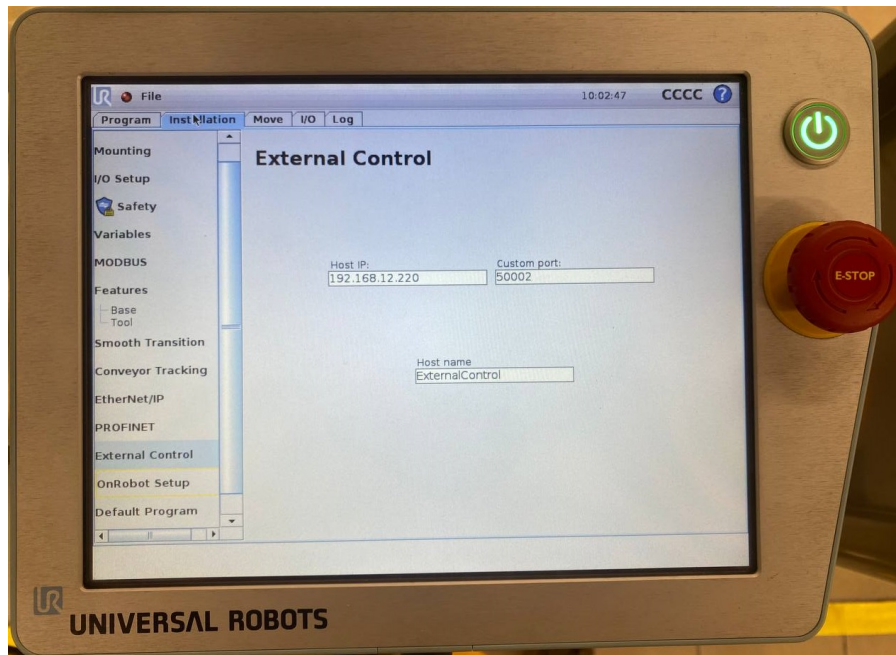 UR File 10:02:47 CCCC ?
Program Installation Move I/O Log
Mounting
I/O Setup
Safety
Variables
MODBUS
Features
Base
Tool
Smooth Transition
Conveyor Tracking
EtherNet/IP
PROFINET
External Control
OnRobot Setup
Default Program
External Control
Host IP: Custom port:
192.168.12.220 50002
Host name
ExternalControl
E-STOP
UR
UNIVERSAL ROBOTS